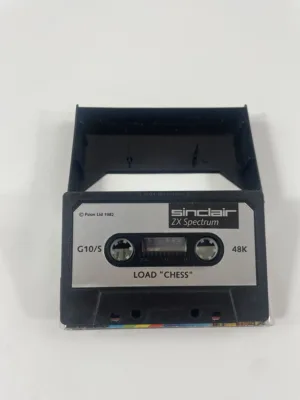 © Psion Ltd 1982
sinclair
ZX Spectrum
G10/S
48K
LOAD "CHESS"